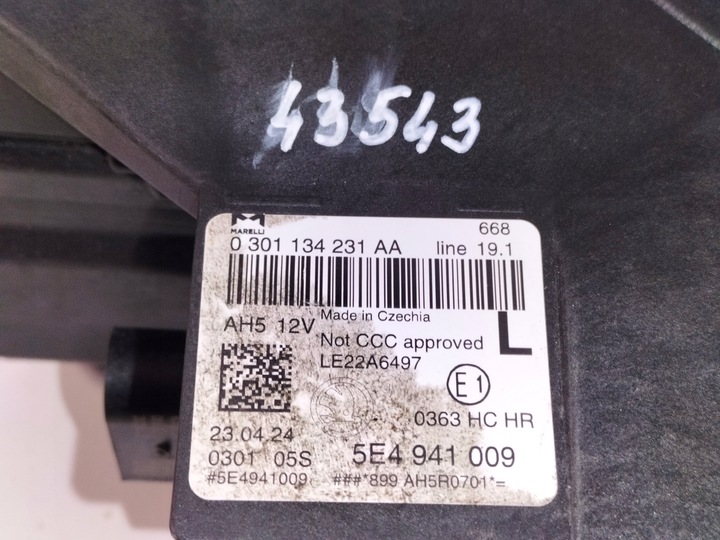 43543
668
MARELLI
0 301 134 231 AA line 19.1
Made in Czechia
AH5 12V
Not CCC approved
L
LE22A6497
E1
0363 HC HR
23.04.24
0301 05S
5E4 941 009
#5E4941009 ###*899 AH5R0701*=